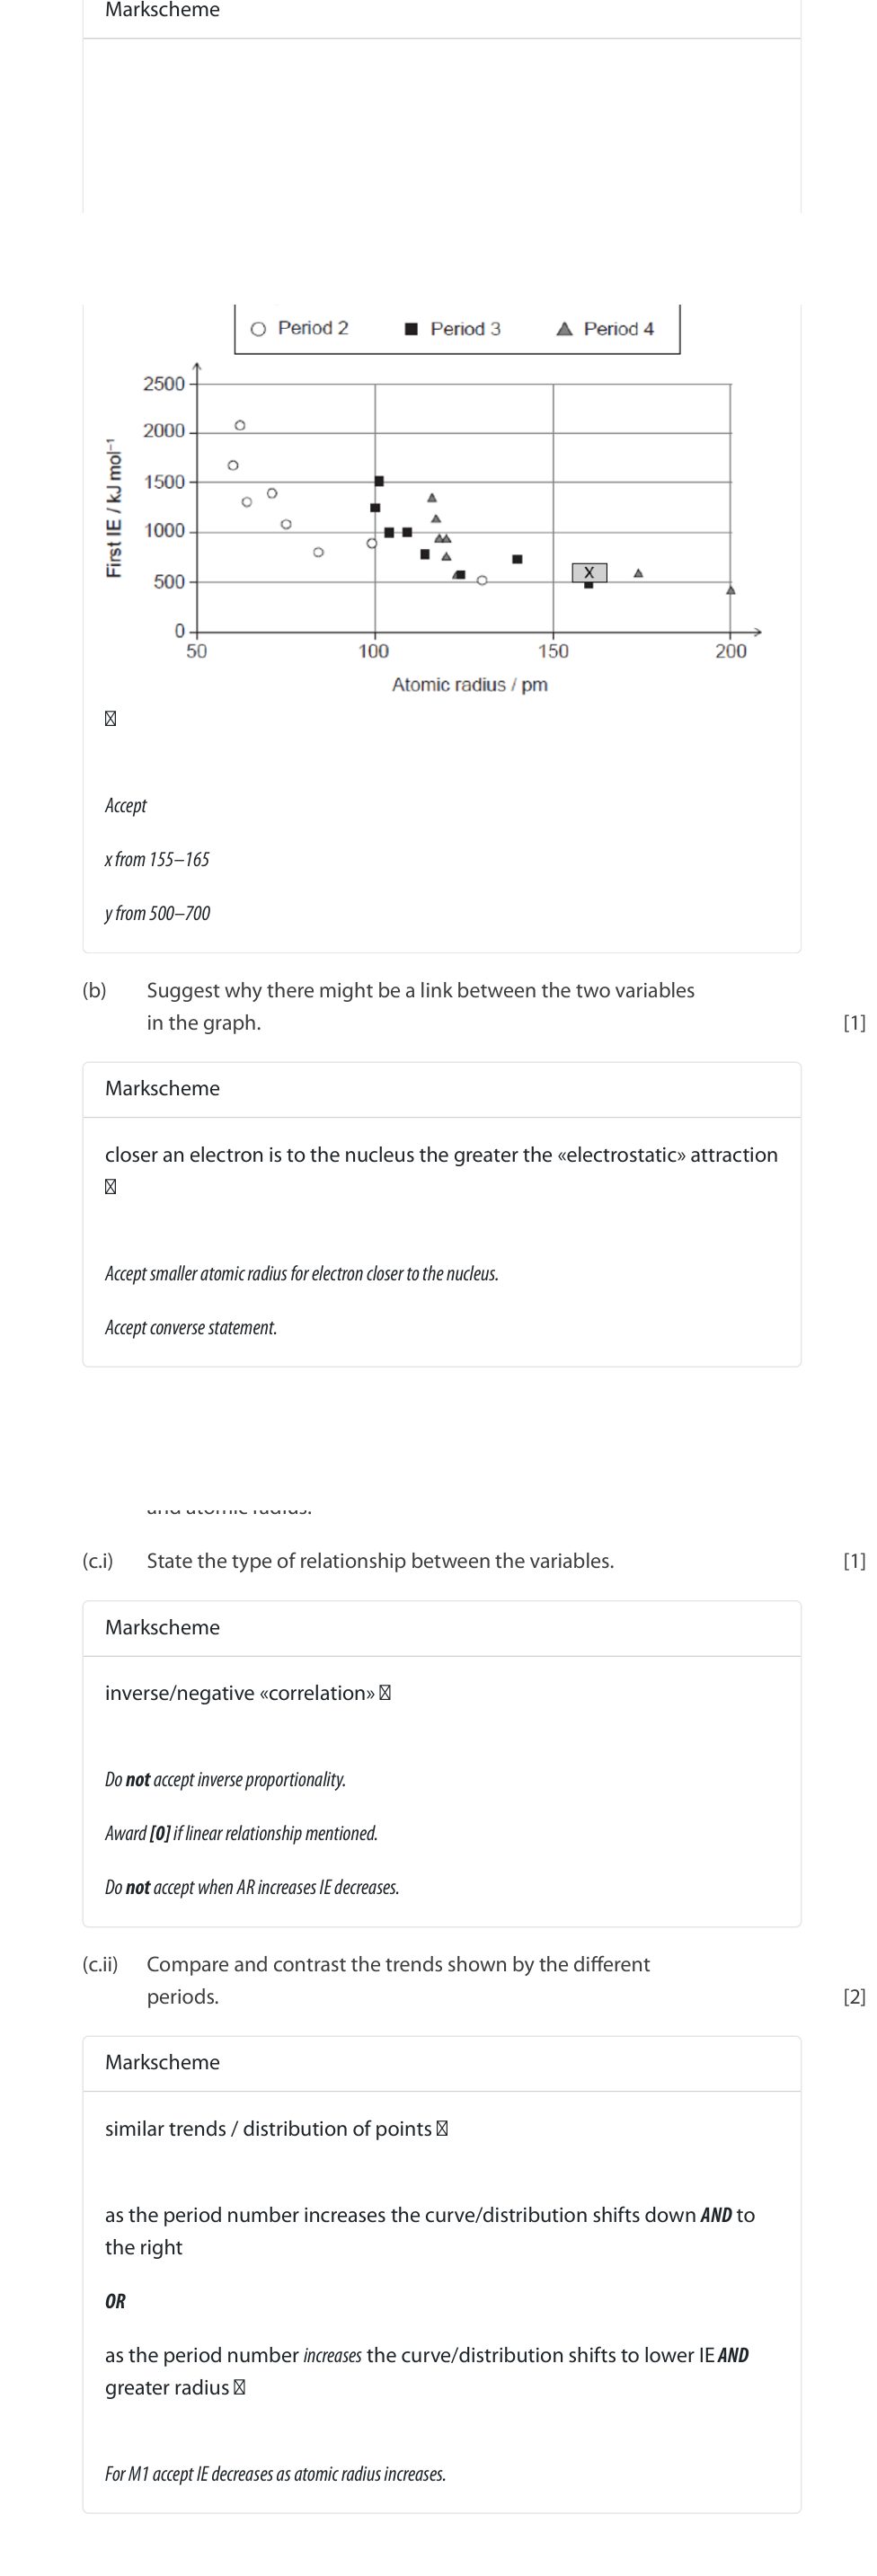 Markscheme
Period 2 Period 3 Period 4
2500
2000
1500
1000
500
0
First IE / kJ mol⁻¹
X
50 100 150 200
Atomic radius / pm
Accept
x from 155–165
y from 500–700
(b) Suggest why there might be a link between the two variables
in the graph. [1]
Markscheme
closer an electron is to the nucleus the greater the «electrostatic» attraction
Accept smaller atomic radius for electron closer to the nucleus.
Accept converse statement.
and atomic radius.
(c.i) State the type of relationship between the variables. [1]
Markscheme
inverse/negative «correlation»
Do not accept inverse proportionality.
Award [0] if linear relationship mentioned.
Do not accept when AR increases IE decreases.
(c.ii) Compare and contrast the trends shown by the different
periods. [2]
Markscheme
similar trends / distribution of points
as the period number increases the curve/distribution shifts down AND to
the right
OR
as the period number increases the curve/distribution shifts to lower IE AND
greater radius
For M1 accept IE decreases as atomic radius increases.